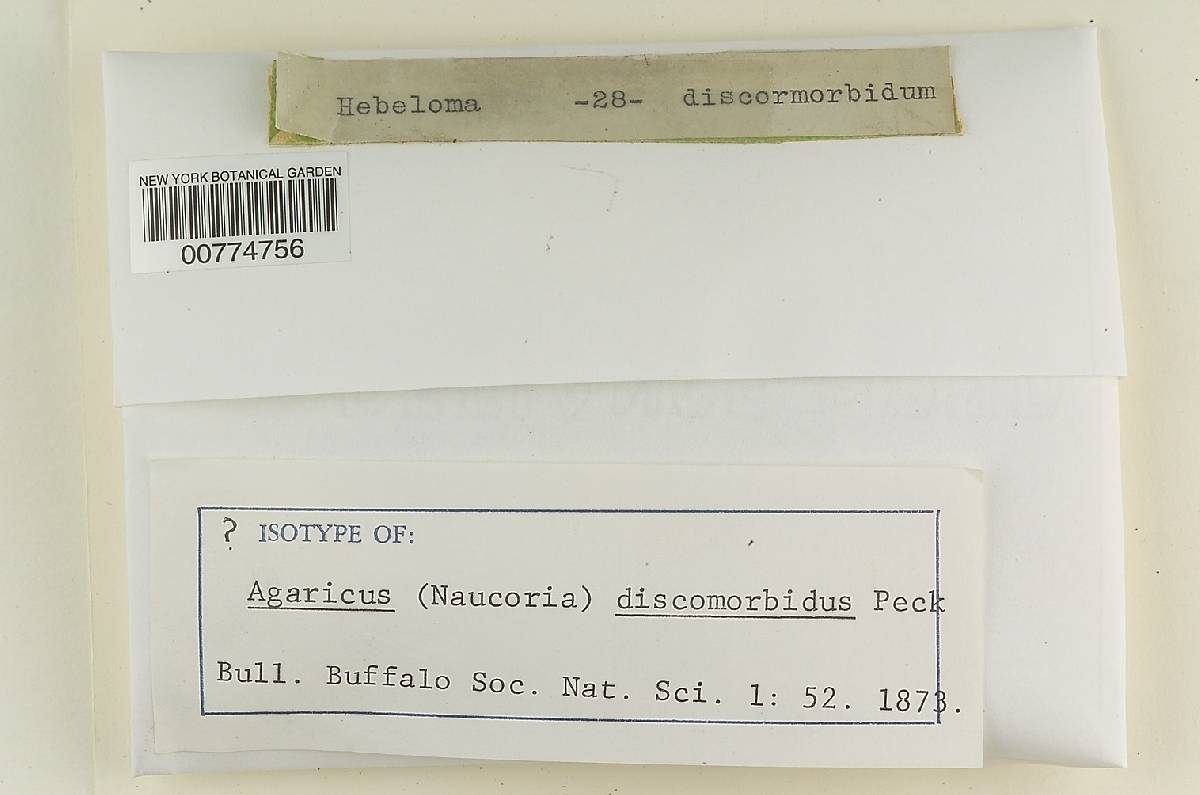 Hebeloma -28- discormorbidum
NEW YORK BOTANICAL GARDEN
00774756
? ISOTYPE OF:
Agaricus (Naucoria) discomorbidus Peck
Bull. Buffalo Soc. Nat. Sci. 1: 52. 1873.